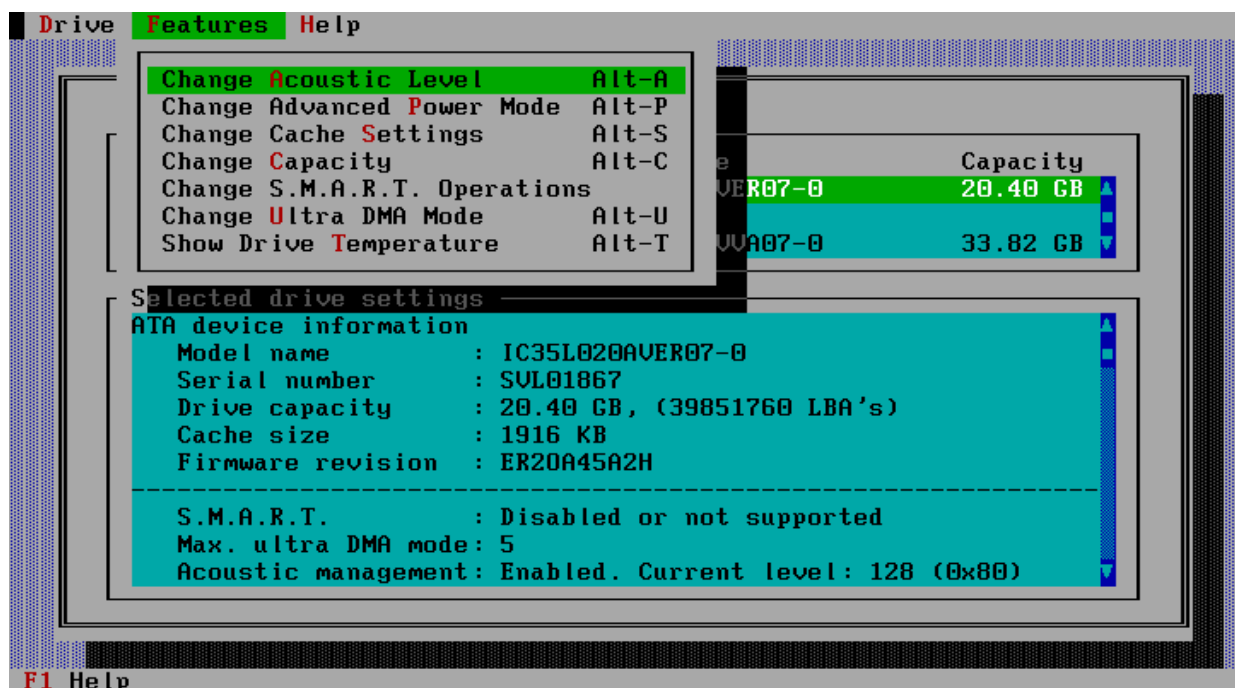 Drive Features Help
Change Acoustic Level Alt-A
Change Advanced Power Mode Alt-P
Change Cache Settings Alt-S
Change Capacity Alt-C
Change S.M.A.R.T. Operations
Change Ultra DMA Mode Alt-U
Show Drive Temperature Alt-T
e Capacity
VER07-0 20.40 GB
VVA07-0 33.82 GB
Selected drive settings
ATA device information
Model name : IC35L020AVER07-0
Serial number : SVL01867
Drive capacity : 20.40 GB, (39851760 LBA's)
Cache size : 1916 KB
Firmware revision : ER2OA45A2H
S.M.A.R.T. : Disabled or not supported
Max. ultra DMA mode: 5
Acoustic management: Enabled. Current level: 128 (0x80)
F1 Help